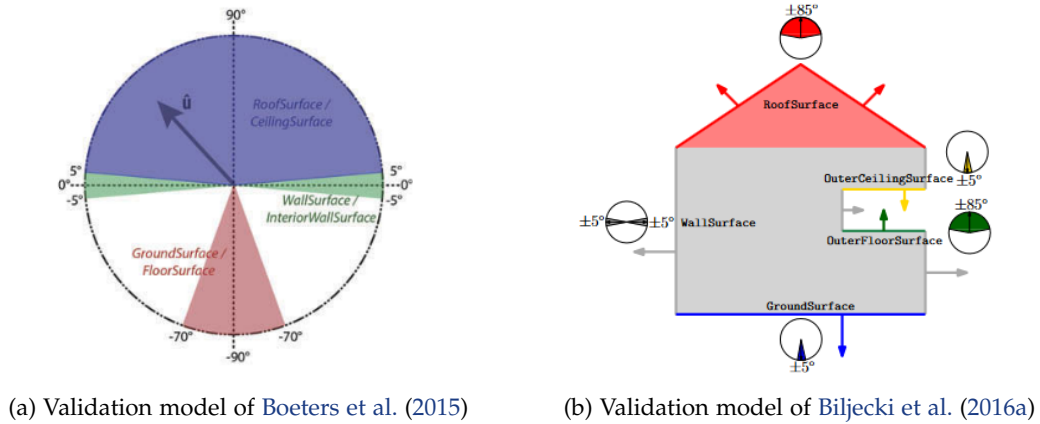 90°
û
RoofSurface /
CeilingSurface
5°
0°
-5°
5°
0°
-5°
WallSurface /
InteriorWallSurface
GroundSurface /
FloorSurface
-70°
-70°
-90°
(a) Validation model of Boeters et al. (2015)
±85°
RoofSurface
OuterCeilingSurface
±5°
±85°
±5°
±5°
WallSurface
OuterFloorSurface
GroundSurface
±5°
(b) Validation model of Biljecki et al. (2016a)